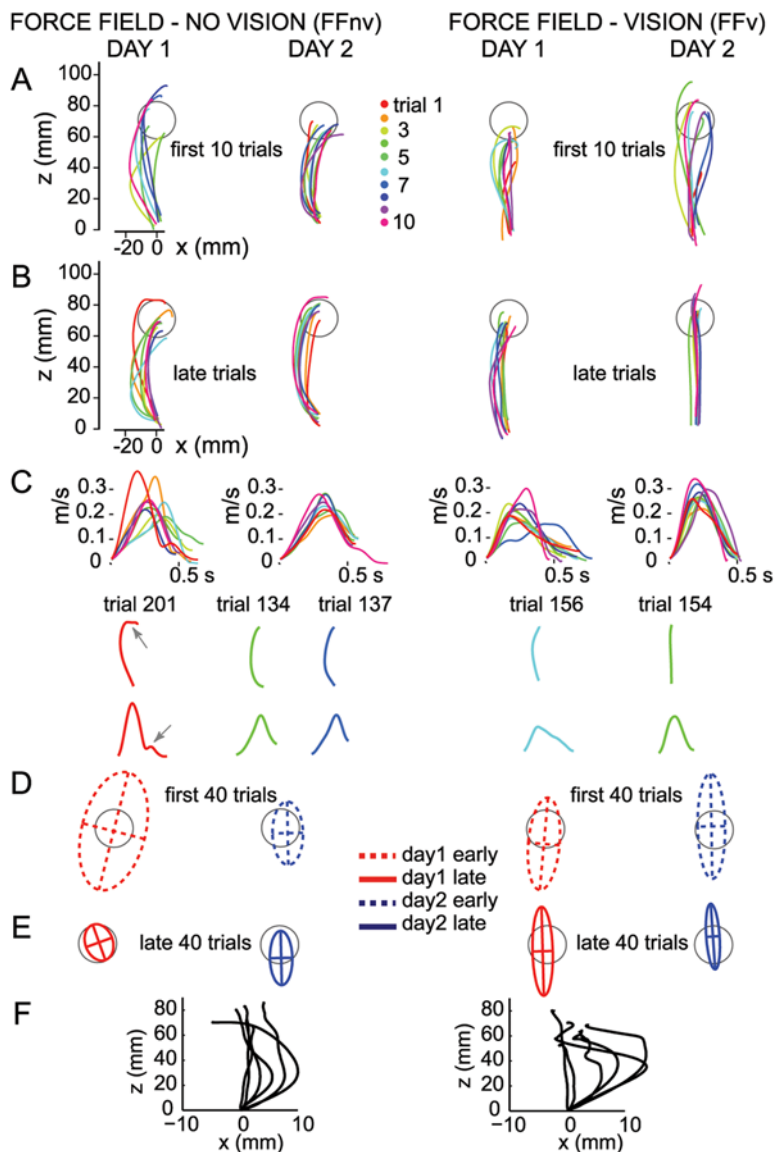 FORCE FIELD - NO VISION (FFnv)
FORCE FIELD - VISION (FFv)
DAY 1
DAY 2
DAY 1
DAY 2
A
100
80
60
40
20
0
z (mm)
-20 0
x (mm)
first 10 trials
trial 1
3
5
7
10
first 10 trials
B
100
80
60
40
20
0
z (mm)
-20 0
x (mm)
late trials
late trials
C
m/s
0.3
0.2
0.1
0
0.5 s
0.3
0.2
0.1
0
0.5 s
m/s
0.3
0.2
0.1
0
0.5 s
m/s
0.3
0.2
0.1
0
0.5 s
trial 201
trial 134
trial 137
trial 156
trial 154
D
first 40 trials
first 40 trials
day1 early
day1 late
day2 early
day2 late
E
late 40 trials
late 40 trials
F
80
60
40
20
0
z (mm)
−10 0 10
x (mm)
80
60
40
20
0
z (mm)
−10 0 10
x (mm)